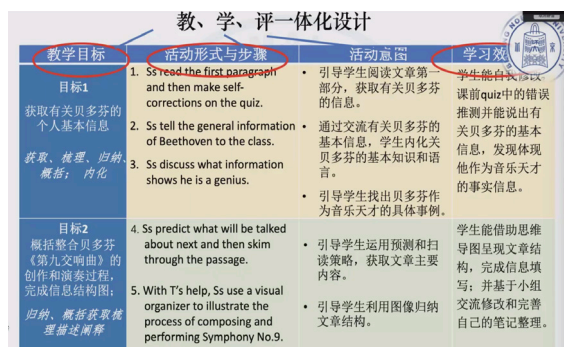 教、学、评一体化设计
教学目标
活动形式与步骤
活动意图
学习效
目标1
获取有关贝多芬的
个人基本信息
获取、梳理、归纳、
概括； 内化
1. Ss read the first paragraph
and then make self-
corrections on the quiz.
2. Ss tell the general information
of Beethoven to the class.
3. Ss discuss what information
shows he is a genius.
• 引导学生阅读文章第一
部分，获取有关贝多芬
的信息。
• 通过交流有关贝多芬的
基本信息，学生内化关
贝多芬的基本知识和语
言。
• 引导学生找出贝多芬作
为音乐天才的具体事例。
学生能自我修改
课前quiz中的错误
推测并能说出有
关贝多芬的基本
信息，发现体现
他作为音乐天才
的事实信息。
目标2
概括整合贝多芬
《第九交响曲》的
创作和演奏过程，
完成信息结构图；
归纳、概括获取梳
理描述阐释
4. Ss predict what will be talked
about next and then skim
through the passage.
5. With T's help, Ss use a visual
organizer to illustrate the
process of composing and
performing Symphony No.9.
• 引导学生运用预测和扫
读策略，获取文章主要
内容。
• 引导学生利用图像归纳
文章结构。
学生能借助思维
导图呈现文章结
构，完成信息填
写；并基于小组
交流修改和完善
自己的笔记整理。